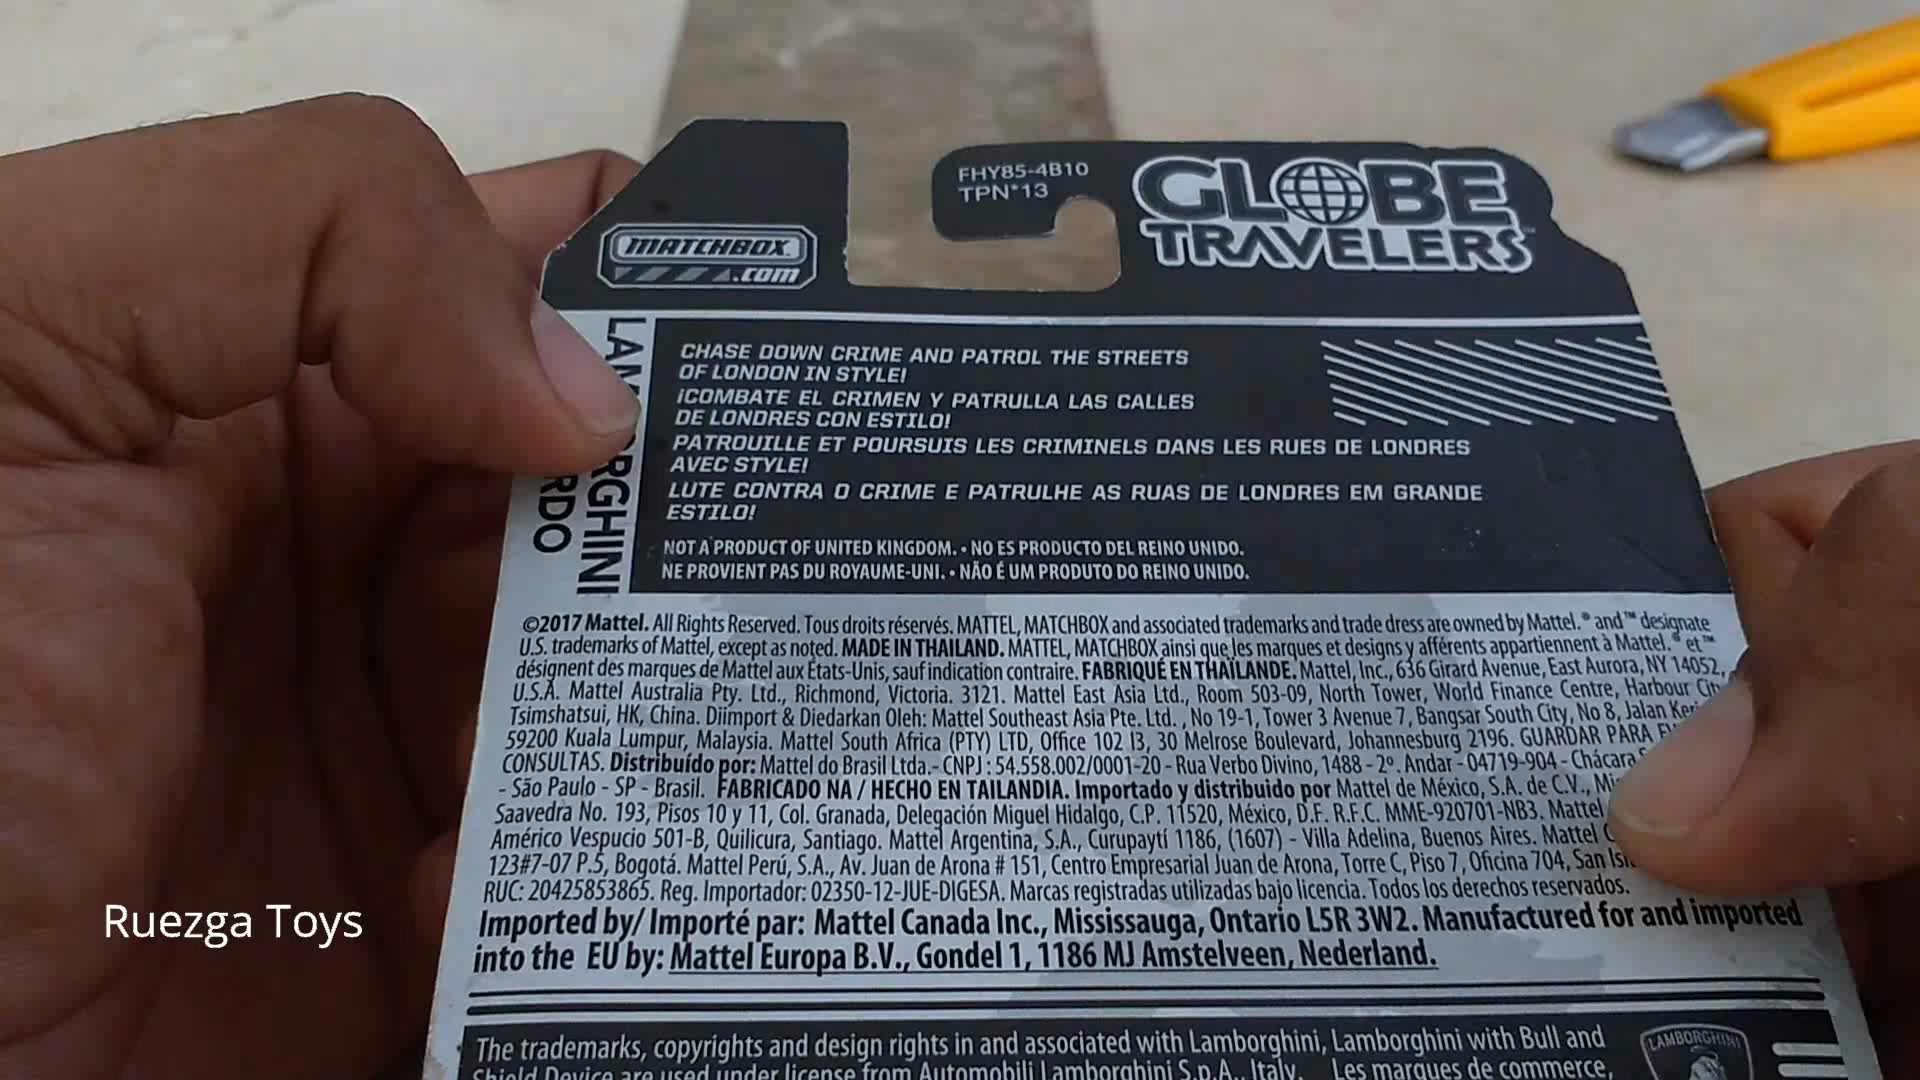 FHY85-4B10
TPN*13
GLOBE
TRAVELERS™
MATCHBOX
.com
CHASE DOWN CRIME AND PATROL THE STREETS
OF LONDON IN STYLE!
¡COMBATE EL CRIMEN Y PATRULLA LAS CALLES
DE LONDRES CON ESTILO!
PATROUILLE ET POURSUIS LES CRIMINELS DANS LES RUES DE LONDRES
AVEC STYLE!
LUTE CONTRA O CRIME E PATRULHE AS RUAS DE LONDRES EM GRANDE
ESTILO!
NOT A PRODUCT OF UNITED KINGDOM. • NO ES PRODUCTO DEL REINO UNIDO.
NE PROVIENT PAS DU ROYAUME-UNI. • NÃO É UM PRODUTO DO REINO UNIDO.
©2017 Mattel. All Rights Reserved. Tous droits réservés. MATTEL, MATCHBOX and associated trademarks and trade dress are owned by Mattel.® and™ designate
U.S. trademarks of Mattel, except as noted. MADE IN THAILAND. MATTEL, MATCHBOX ainsi que les marques et designs y afférents appartiennent à Mattel.® et™
désignent des marques de Mattel aux États-Unis, sauf indication contraire. FABRIQUÉ EN THAÏLANDE. Mattel, Inc., 636 Girard Avenue, East Aurora, NY 14052,
U.S.A. Mattel Australia Pty. Ltd., Richmond, Victoria. 3121. Mattel East Asia Ltd., Room 503-09, North Tower, World Finance Centre, Harbour
Tsimshatsui, HK, China. Diimport & Diedarkan Oleh: Mattel Southeast Asia Pte. Ltd. , No 19-1, Tower 3 Avenue 7, Bangsar South City, No 8, Jalan
59200 Kuala Lumpur, Malaysia. Mattel South Africa (PTY) LTD, Office 102 I3, 30 Melrose Boulevard, Johannesburg 2196. GUARDAR PARA
CONSULTAS. Distribuído por: Mattel do Brasil Ltda.- CNPJ : 54.558.002/0001-20 - Rua Verbo Divino, 1488 - 2º. Andar - 04719-904 - Chácara
- São Paulo - SP - Brasil. FABRICADO NA / HECHO EN TAILANDIA. Importado y distribuido por Mattel de México, S.A. de C.V.,
Saavedra No. 193, Pisos 10 y 11, Col. Granada, Delegación Miguel Hidalgo, C.P. 11520, México, D.F. R.F.C. MME-920701-NB3. Mattel
Américo Vespucio 501-B, Quilicura, Santiago. Mattel Argentina, S.A., Curupaytí 1186, (1607) - Villa Adelina, Buenos Aires. Mattel
123#7-07 P.5, Bogotá. Mattel Perú, S.A., Av. Juan de Arona # 151, Centro Empresarial Juan de Arona, Torre C, Piso 7, Oficina 704, San
RUC: 20425853865. Reg. Importador: 02350-12-JUE-DIGESA. Marcas registradas utilizadas bajo licencia. Todos los derechos reservados.
Imported by/ Importé par: Mattel Canada Inc., Mississauga, Ontario L5R 3W2. Manufactured for and imported
into the EU by: Mattel Europa B.V., Gondel 1, 1186 MJ Amstelveen, Nederland.
The trademarks, copyrights and design rights in and associated with Lamborghini, Lamborghini with Bull and
Shield Device are used under license from Automobili Lamborghini S.p.A., Italy. Les marques de commerce,
LAMBORGHINI
Ruezga Toys